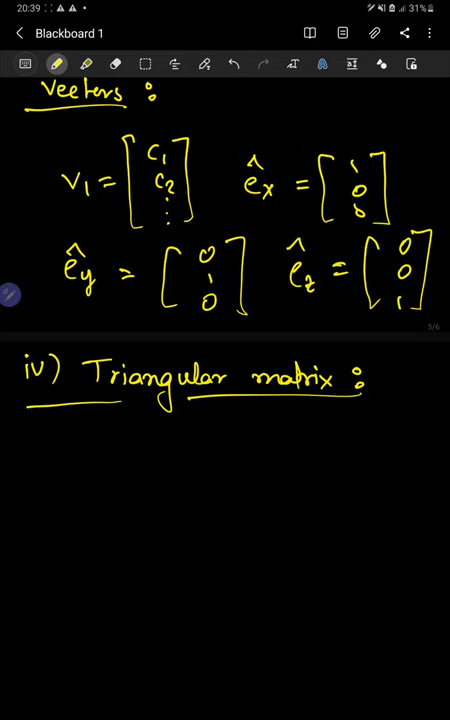 20:39
31%
Blackboard 1
Veeters :
V1 = [ C1 C2 ⋮ ] êx = [ 1 0 0 ]
êy = [ 0 1 0 ] êz = [ 0 0 1 ]
5/6
iv) Triangular matrix :